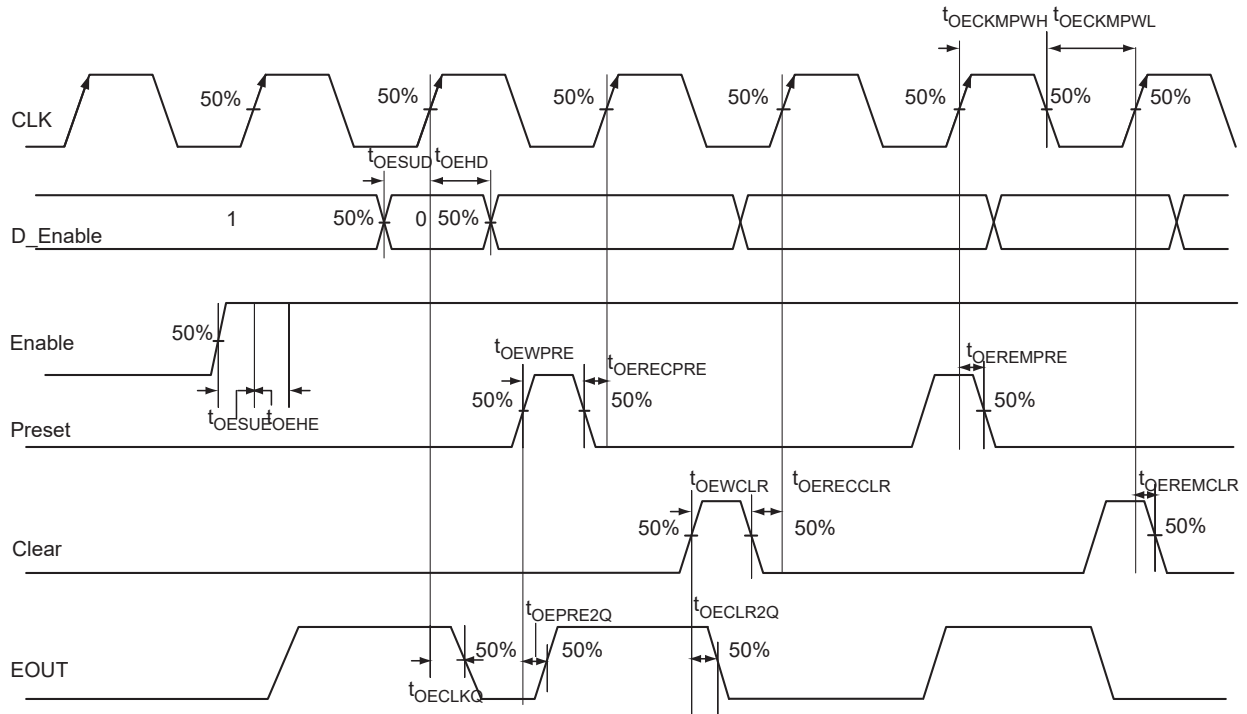 tOECKMPWH tOECKMPWL
CLK
50% 50% 50% 50% 50% 50% 50%
tOESUD tOEHD
D_Enable
1 50% 0 50%
Enable
50%
tOESUE tOEHE
tOEWPRE tOERECPRE tOEREMPRE
Preset
50% 50% 50%
tOEWCLR tOERECCLR tOEREMCLR
Clear
50% 50% 50%
tOEPRE2Q tOECLR2Q
EOUT
50% 50% 50%
tOECLKQ